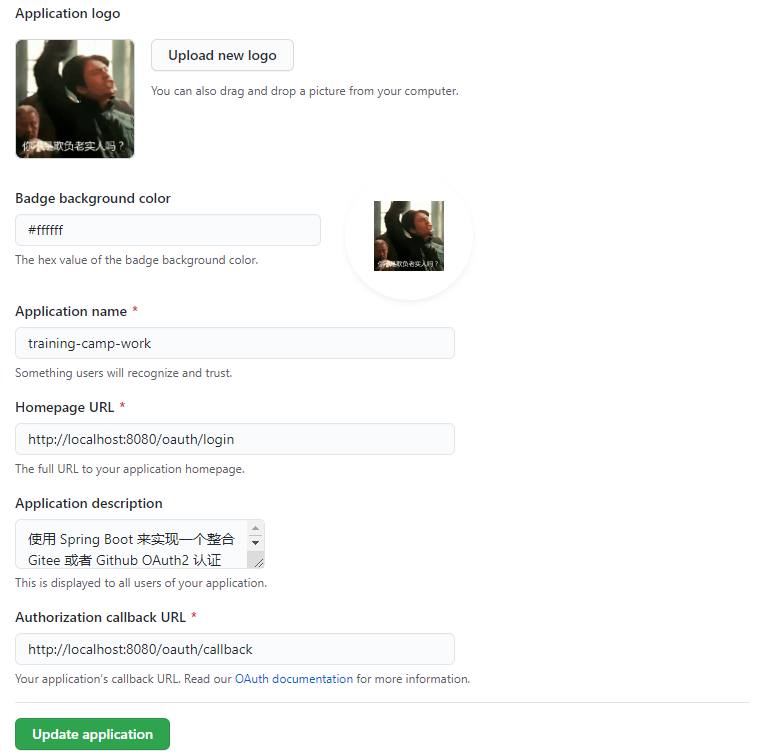 Application logo
Upload new logo
You can also drag and drop a picture from your computer.
你是欺负老实人吗？
Badge background color
#ffffff
The hex value of the badge background color.
欺负老实人吗？
Application name *
training-camp-work
Something users will recognize and trust.
Homepage URL *
http://localhost:8080/oauth/login
The full URL to your application homepage.
Application description
使用 Spring Boot 来实现一个整合
Gitee 或者 Github OAuth2 认证
This is displayed to all users of your application.
Authorization callback URL *
http://localhost:8080/oauth/callback
Your application's callback URL. Read our OAuth documentation for more information.
Update application